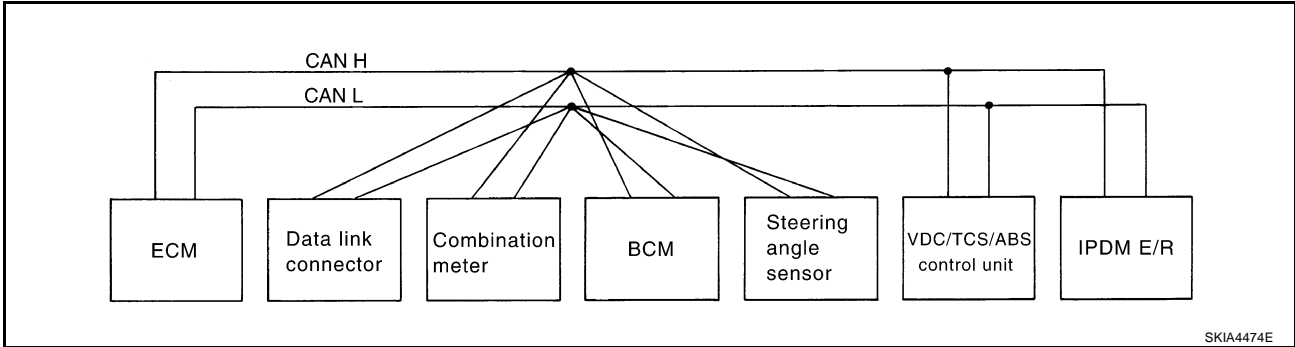 CAN H
CAN L
ECM
Data link
connector
Combination
meter
BCM
Steering
angle
sensor
VDC/TCS/ABS
control unit
IPDM E/R
SKIA4474E